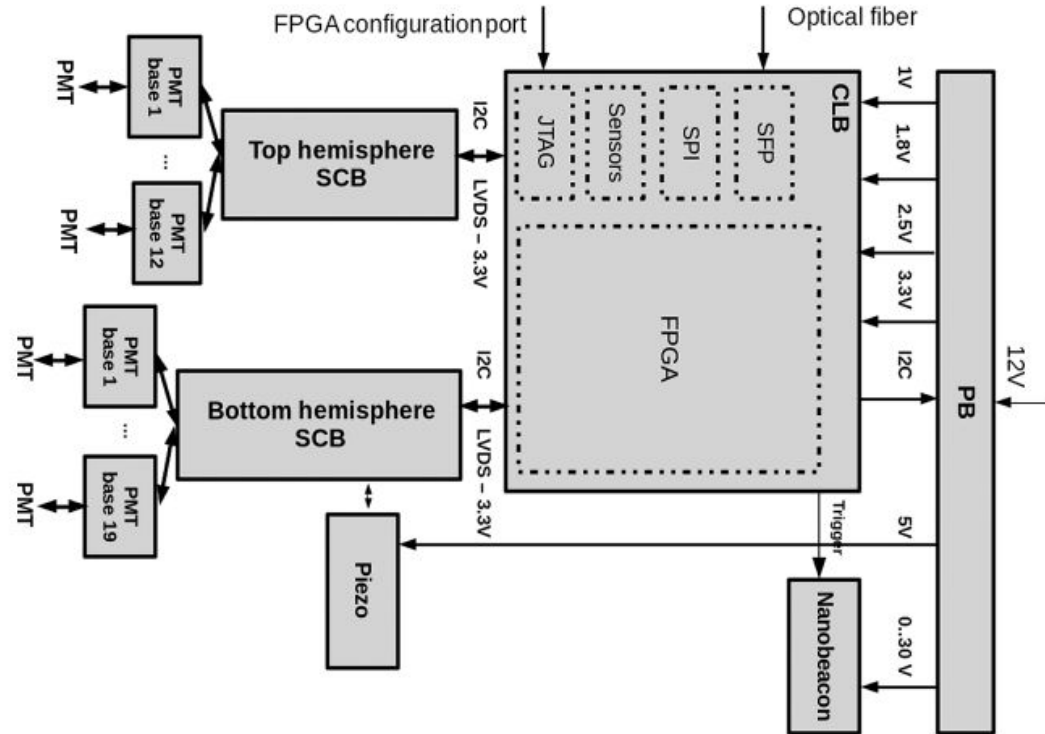 FPGA configuration port
Optical fiber
PMT
PMT
base 1
...
PMT
PMT
base 12
Top hemisphere
SCB
I2C
LVDS – 3.3V
CLB
JTAG
Sensors
SPI
SFP
FPGA
1V
1.8V
2.5V
3.3V
I2C
PB
12V
PMT
PMT
base 1
...
PMT
PMT
base 19
Bottom hemisphere
SCB
I2C
LVDS – 3.3V
Piezo
Trigger
5V
Nanobeacon
0..30 V